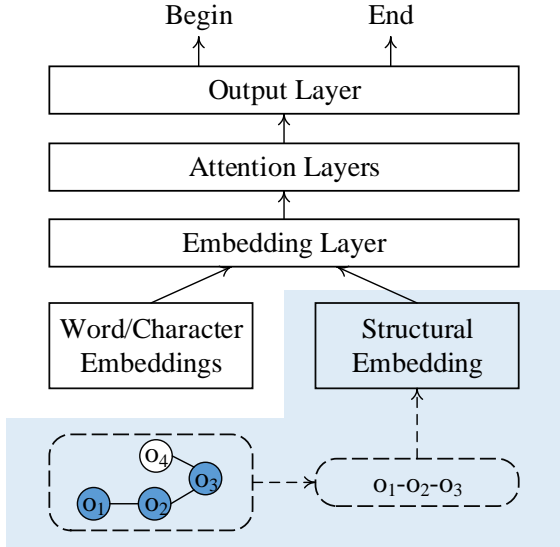 Begin End
Output Layer
Attention Layers
Embedding Layer
Word/Character
Embeddings
Structural
Embedding
o4
o3
o1 o2
o1-o2-o3